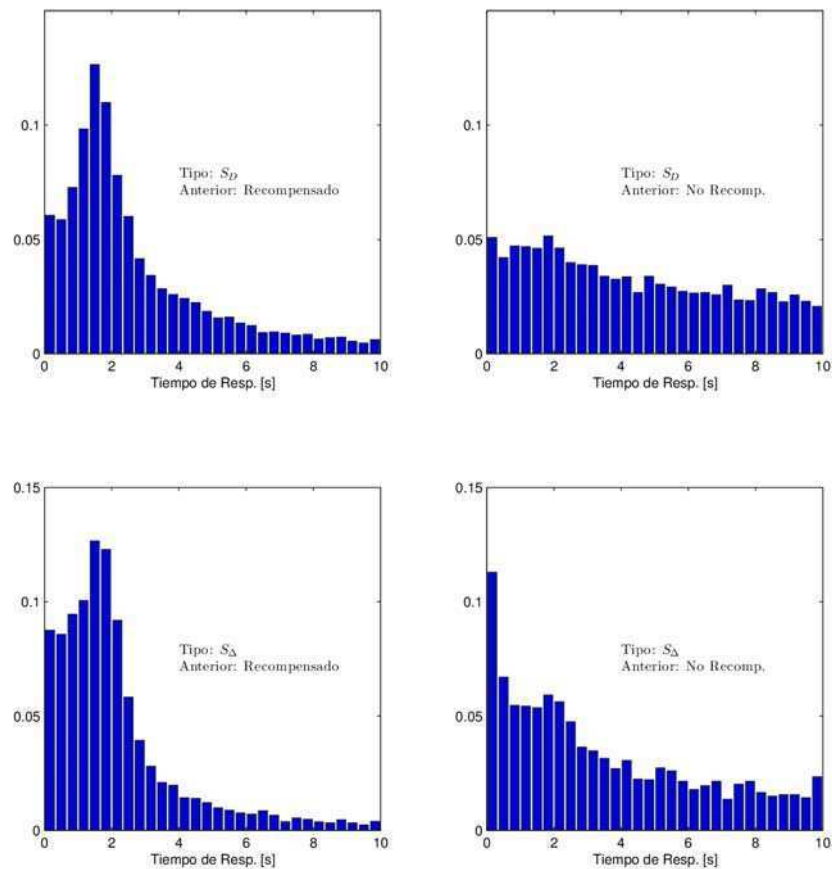 0.1
0.05
0
Tipo: S_D
Anterior: Recompensado
0 2 4 6 8 10
Tiempo de Resp. [s]
0.1
0.05
0
Tipo: S_D
Anterior: No Recomp.
0 2 4 6 8 10
Tiempo de Resp. [s]
0.15
0.1
0.05
0
Tipo: S_Δ
Anterior: Recompensado
0 2 4 6 8 10
Tiempo de Resp. [s]
0.15
0.1
0.05
0
Tipo: S_Δ
Anterior: No Recomp.
0 2 4 6 8 10
Tiempo de Resp. [s]